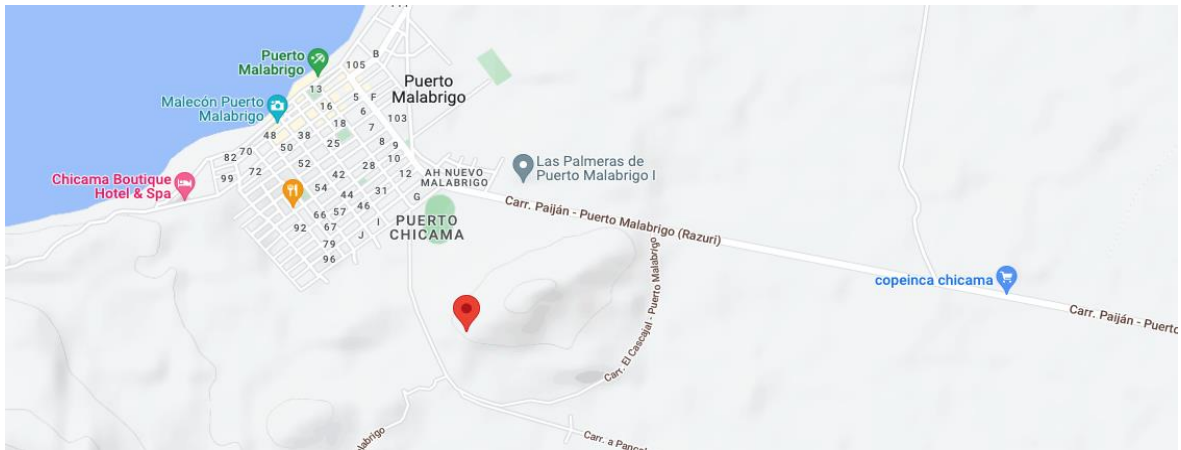 Puerto
Malabrigo
B
105
Puerto
Malabrigo
13
5
F
Malecón Puerto
Malabrigo
16
6
103
18
7
48
38
25
8
9
82
70
50
10
Las Palmeras de
Puerto Malabrigo I
52
28
72
42
12
AH NUEVO
MALABRIGO
Chicama Boutique
Hotel & Spa
99
54
44
31
G
46
Carr. Paiján - Puerto Malabrigo (Razuri)
66
57
I
PUERTO
CHICAMA
92
67
J
79
96
copeinca chicama
Carr. El Cascajal - Puerto Malabrigo
Carr. Paiján - Puerto
alabrigo
Carr. a Panca